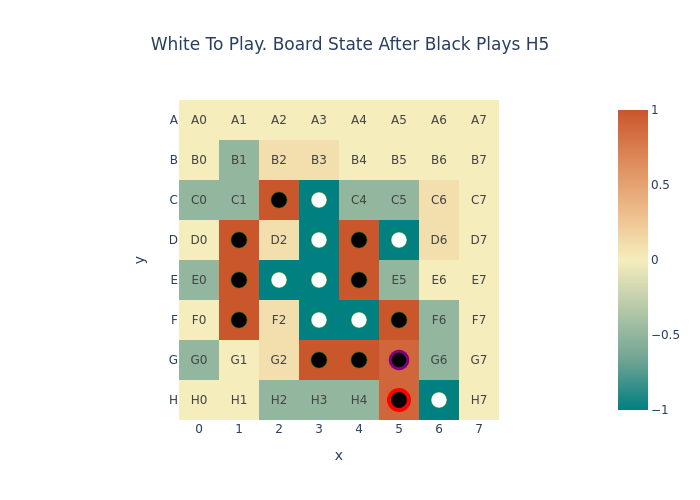 White To Play. Board State After Black Plays H5
A A0 A1 A2 A3 A4 A5 A6 A7
B B0 B1 B2 B3 B4 B5 B6 B7
C C0 C1 C4 C5 C6 C7
D D0 D2 D6 D7
E E0 E5 E6 E7
F F0 F2 F6 F7
G G0 G1 G2 G6 G7
H H0 H1 H2 H3 H4 H7
0 1 2 3 4 5 6 7
x
y
1
0.5
0
−0.5
−1